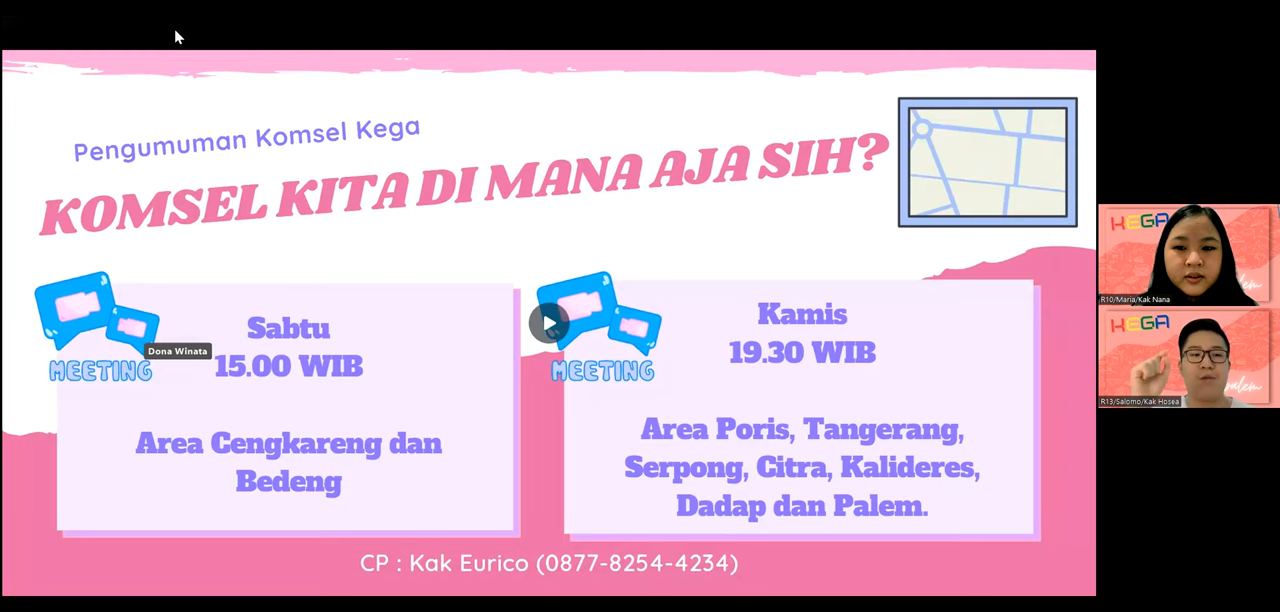 Pengumuman Komsel Kega
KOMSEL KITA DI MANA AJA SIH?
MEETING
Dona Winata
Sabtu
15.00 WIB
Area Cengkareng dan
Bedeng
MEETING
Kamis
19.30 WIB
Area Poris, Tangerang,
Serpong, Citra, Kalideres,
Dadap dan Palem.
CP : Kak Eurico (0877-8254-4234)
KEGA
R10/Maria/Kak Nana
KEGA
R13/Salomo/Kak Hosea